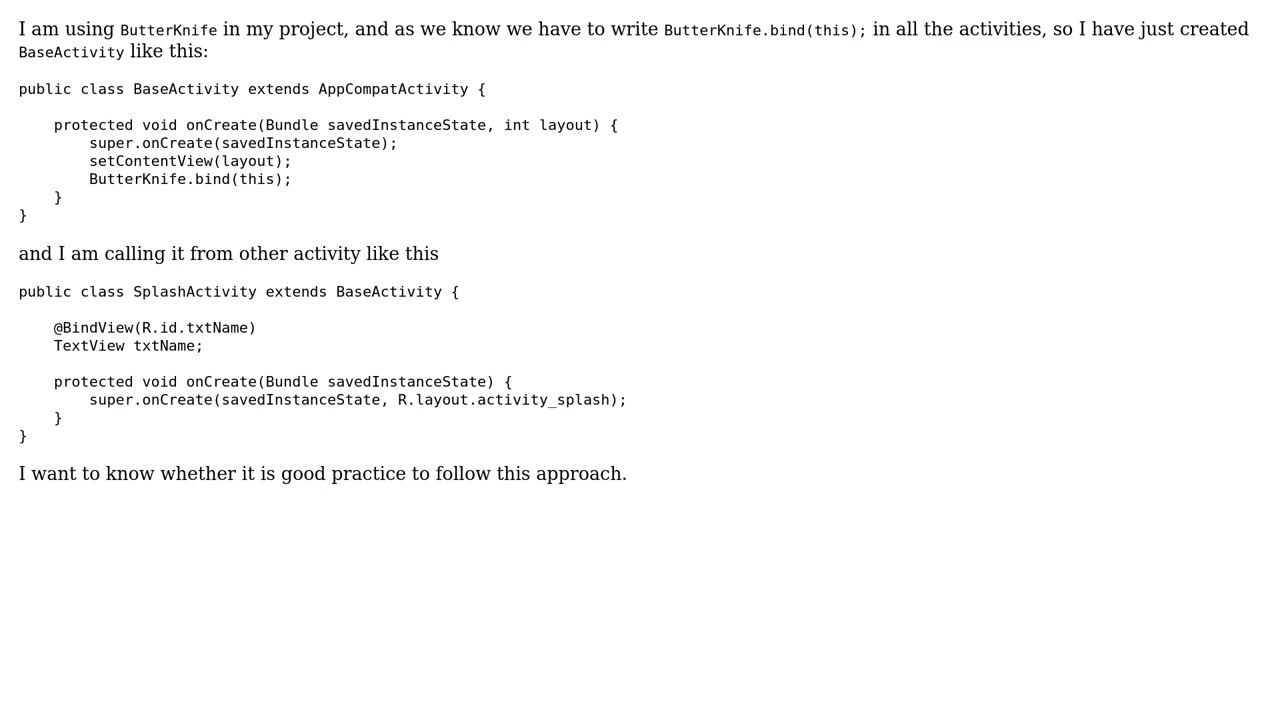 I am using ButterKnife in my project, and as we know we have to write ButterKnife.bind(this); in all the activities, so I have just created
BaseActivity like this:
public class BaseActivity extends AppCompatActivity {
    protected void onCreate(Bundle savedInstanceState, int layout) {
        super.onCreate(savedInstanceState);
        setContentView(layout);
        ButterKnife.bind(this);
    }
}
and I am calling it from other activity like this
public class SplashActivity extends BaseActivity {
    @BindView(R.id.txtName)
    TextView txtName;
    protected void onCreate(Bundle savedInstanceState) {
        super.onCreate(savedInstanceState, R.layout.activity_splash);
    }
}
I want to know whether it is good practice to follow this approach.